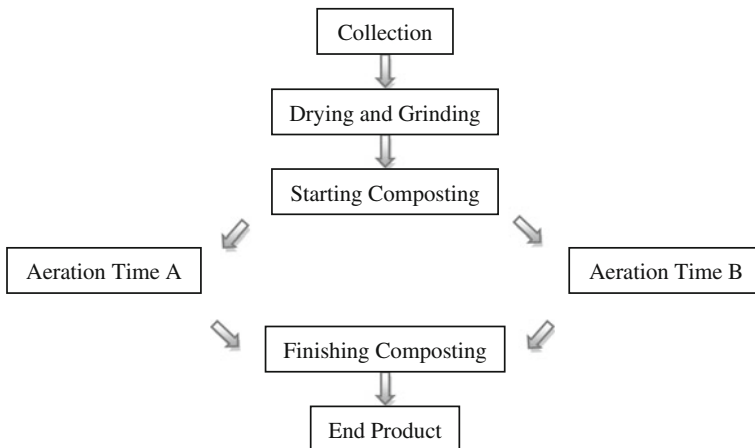 Collection
Drying and Grinding
Starting Composting
Aeration Time A
Aeration Time B
Finishing Composting
End Product